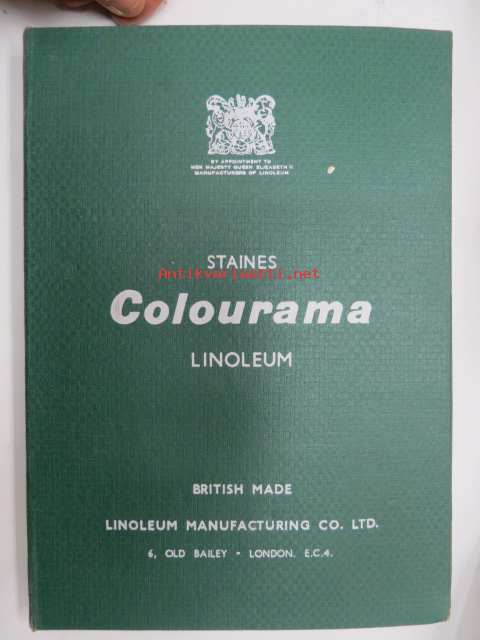 BY APPOINTMENT TO
HER MAJESTY QUEEN ELIZABETH II
MANUFACTURERS OF LINOLEUM
STAINES
Antikvariaatti.net
Colourama
LINOLEUM
BRITISH MADE
LINOLEUM MANUFACTURING CO. LTD.
6, OLD BAILEY • LONDON. E.C.4.